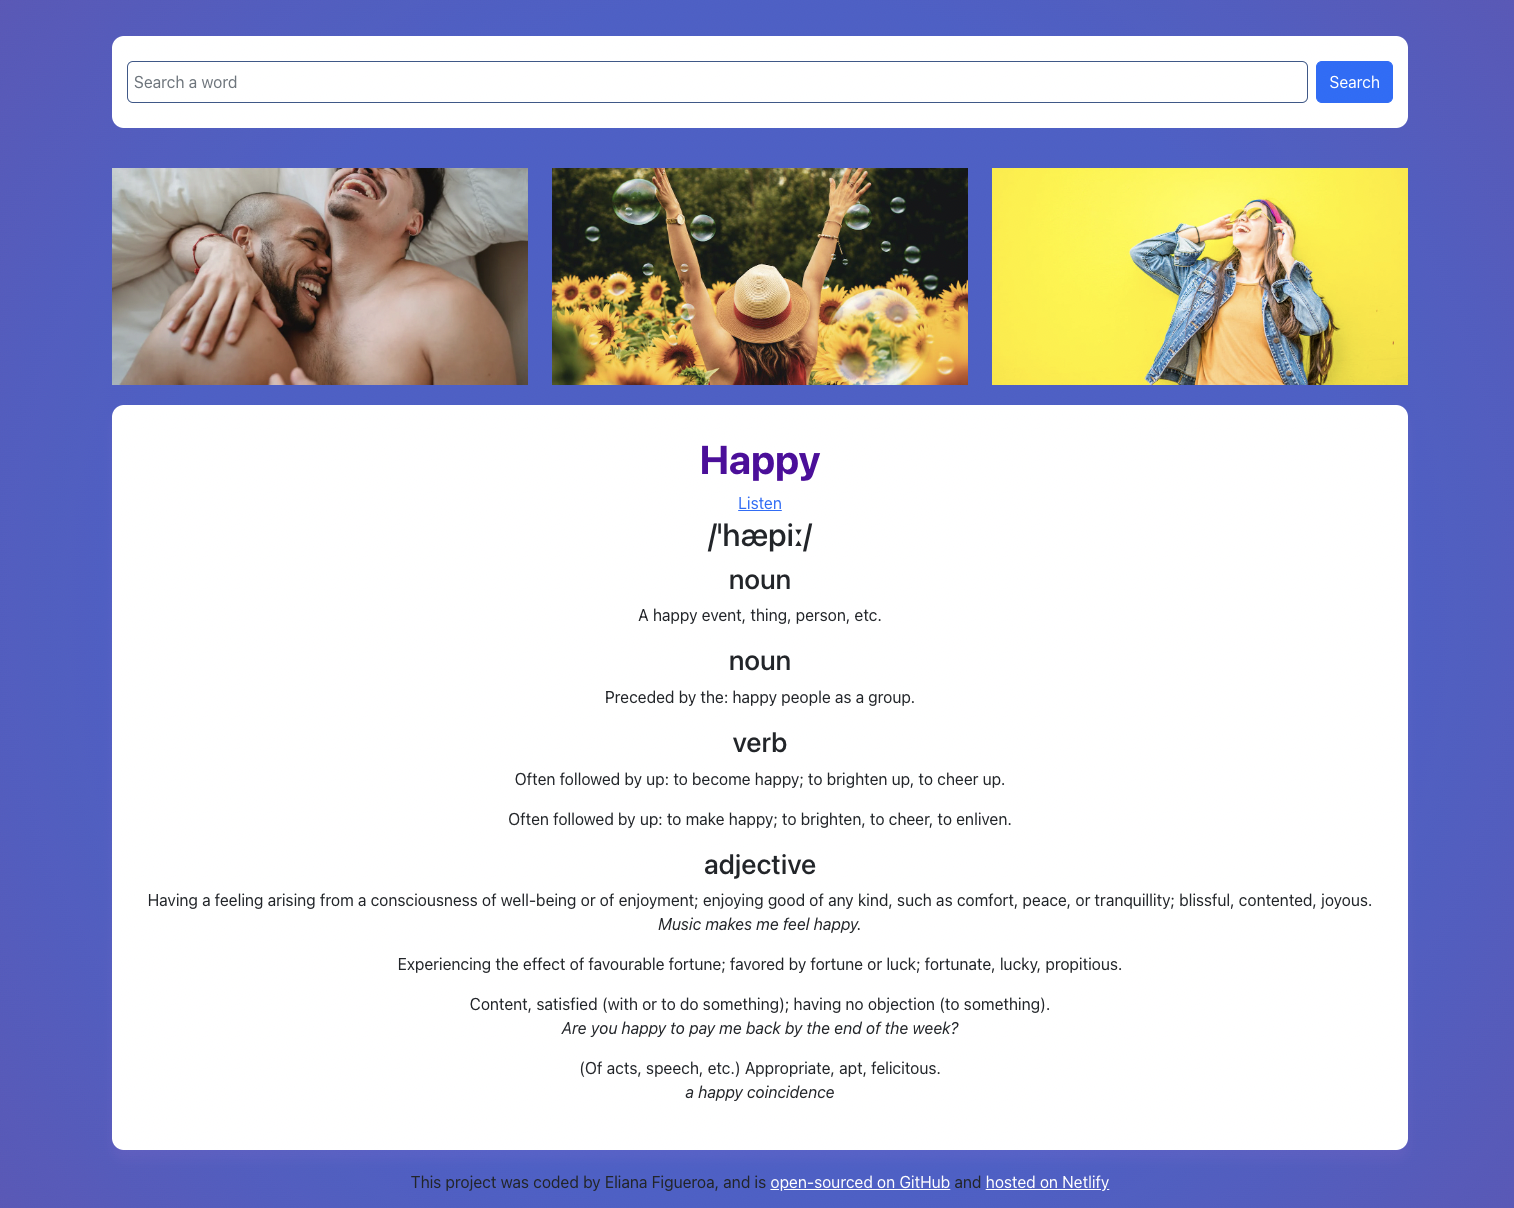 Search a word
Search
Happy
Listen
/ˈhæpiː/
noun
A happy event, thing, person, etc.
noun
Preceded by the: happy people as a group.
verb
Often followed by up: to become happy; to brighten up, to cheer up.
Often followed by up: to make happy; to brighten, to cheer, to enliven.
adjective
Having a feeling arising from a consciousness of well-being or of enjoyment; enjoying good of any kind, such as comfort, peace, or tranquillity; blissful, contented, joyous.
Music makes me feel happy.
Experiencing the effect of favourable fortune; favored by fortune or luck; fortunate, lucky, propitious.
Content, satisfied (with or to do something); having no objection (to something).
Are you happy to pay me back by the end of the week?
(Of acts, speech, etc.) Appropriate, apt, felicitous.
a happy coincidence
This project was coded by Eliana Figueroa, and is open-sourced on GitHub and hosted on Netlify